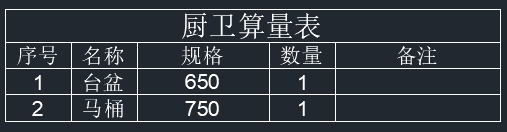 厨卫算量表
序号 名称 规格 数量 备注
1 台盆 650 1
2 马桶 750 1